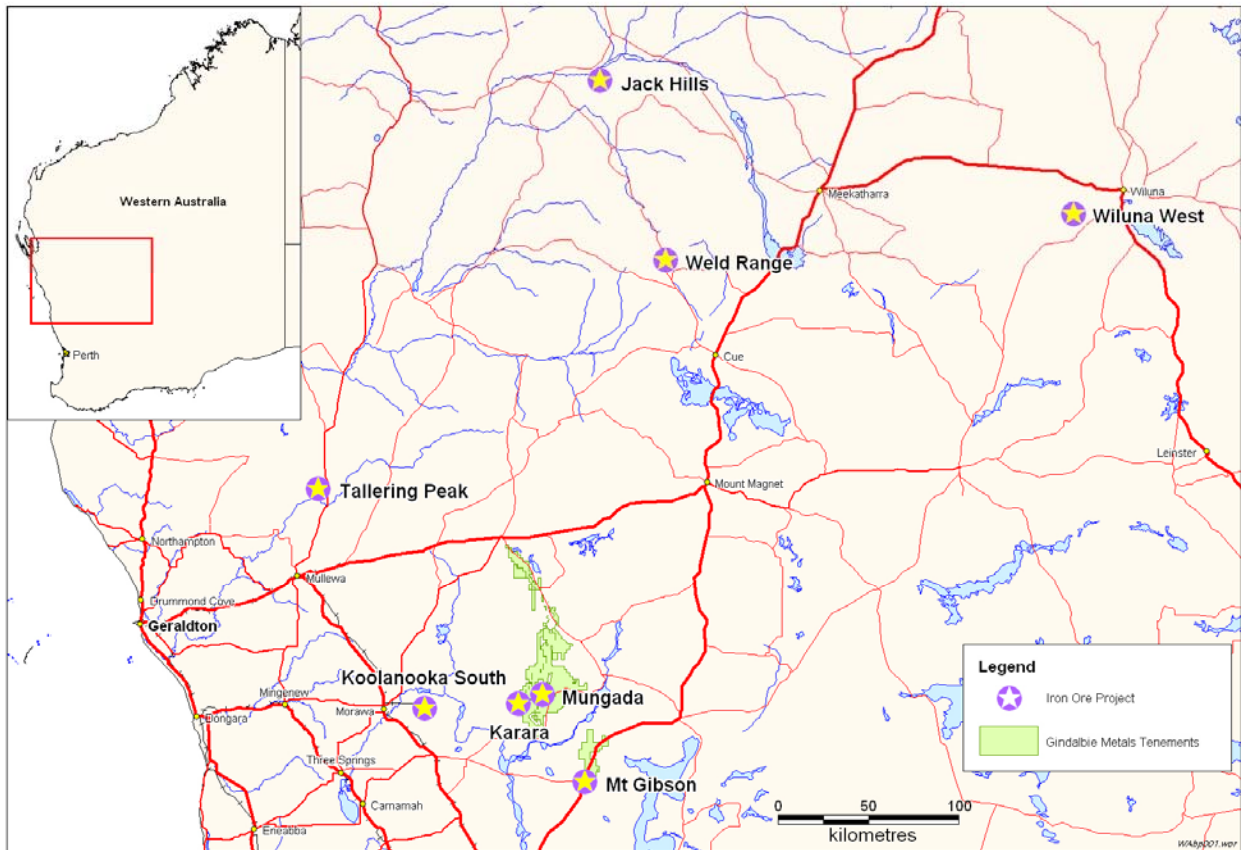 Western Australia
Perth
Jack Hills
Meekatharra
Wiluna
Wiluna West
Weld Range
Cue
Leinster
Mount Magnet
Tallering Peak
Northampton
Mullewa
Drummond Cove
Geraldton
Koolanooka South
Mungada
Mingenew
Morawa
Dongara
Karara
Three Springs
Mt Gibson
Carnamah
Eneabba
Legend
Iron Ore Project
Gindalbie Metals Tenements
0 50 100
kilometres
WAbp001.wor